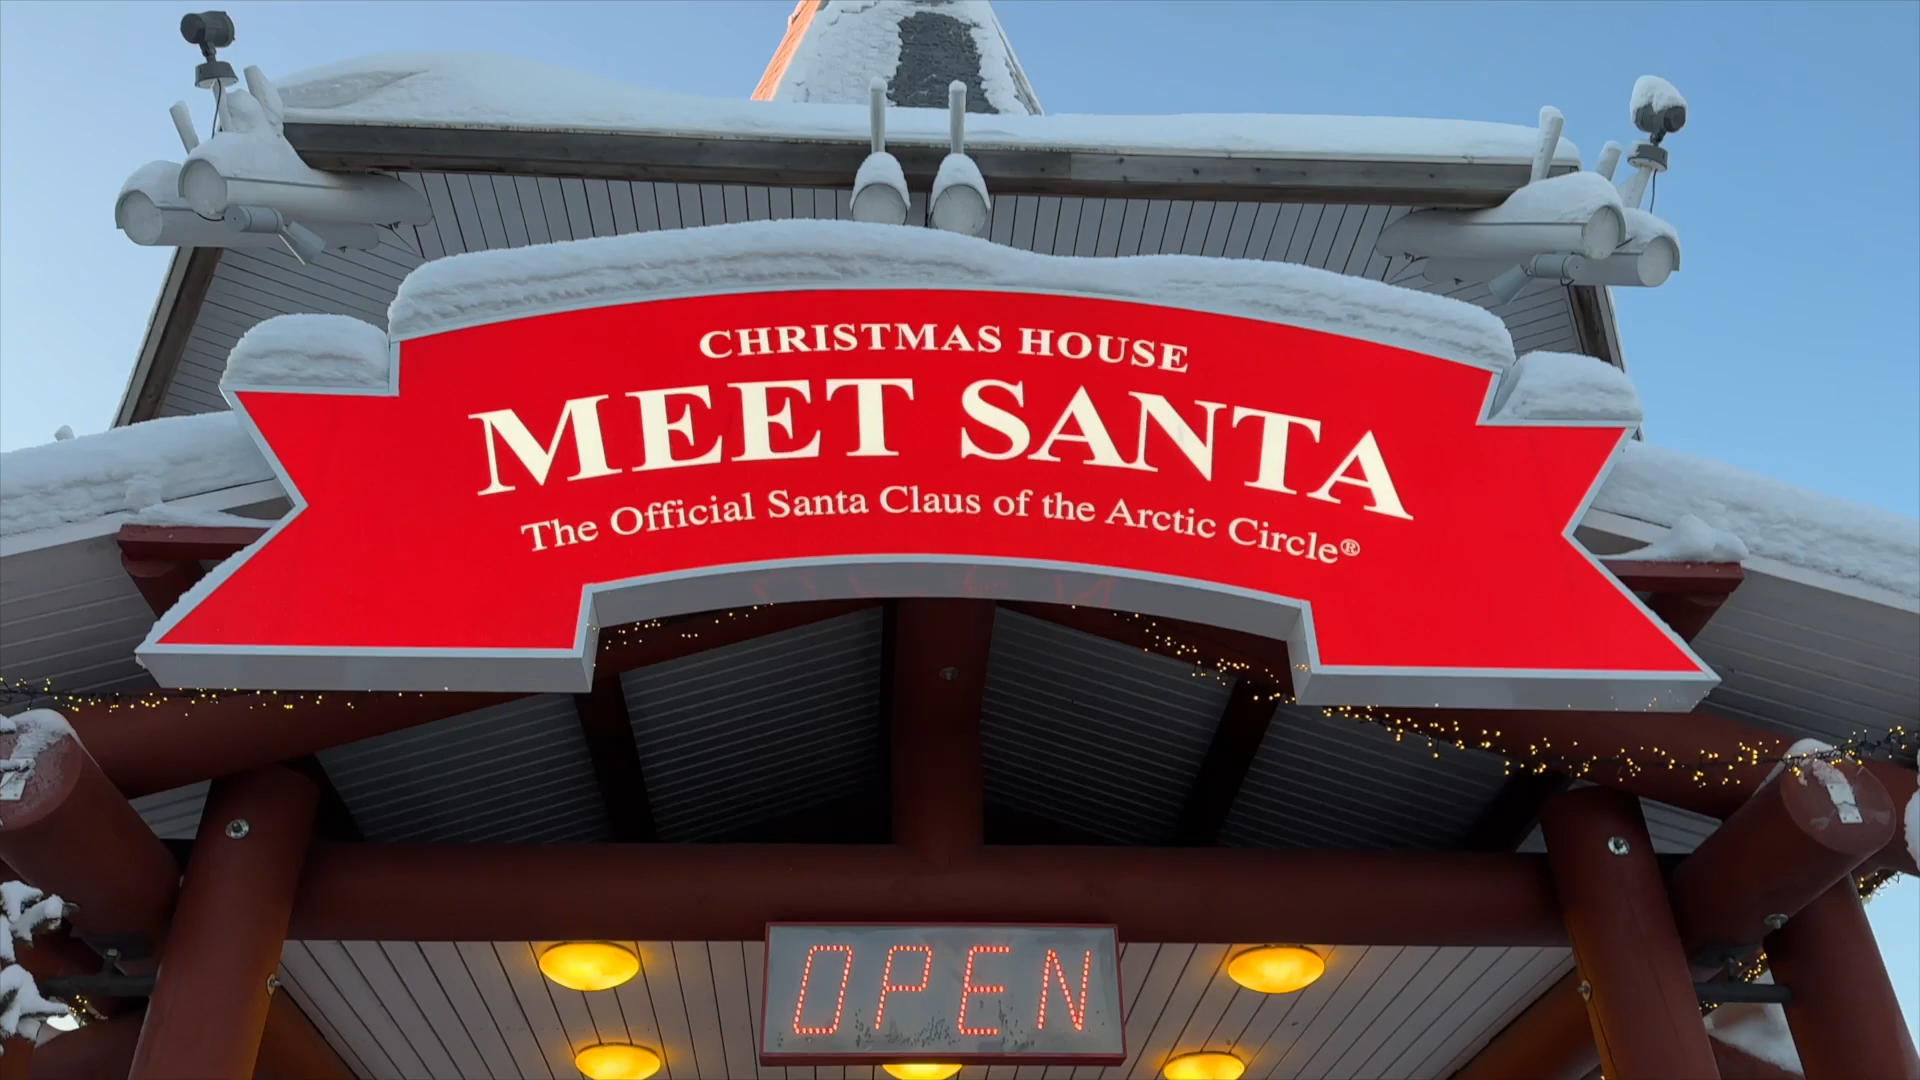 CHRISTMAS HOUSE
MEET SANTA
The Official Santa Claus of the Arctic Circle®
OPEN